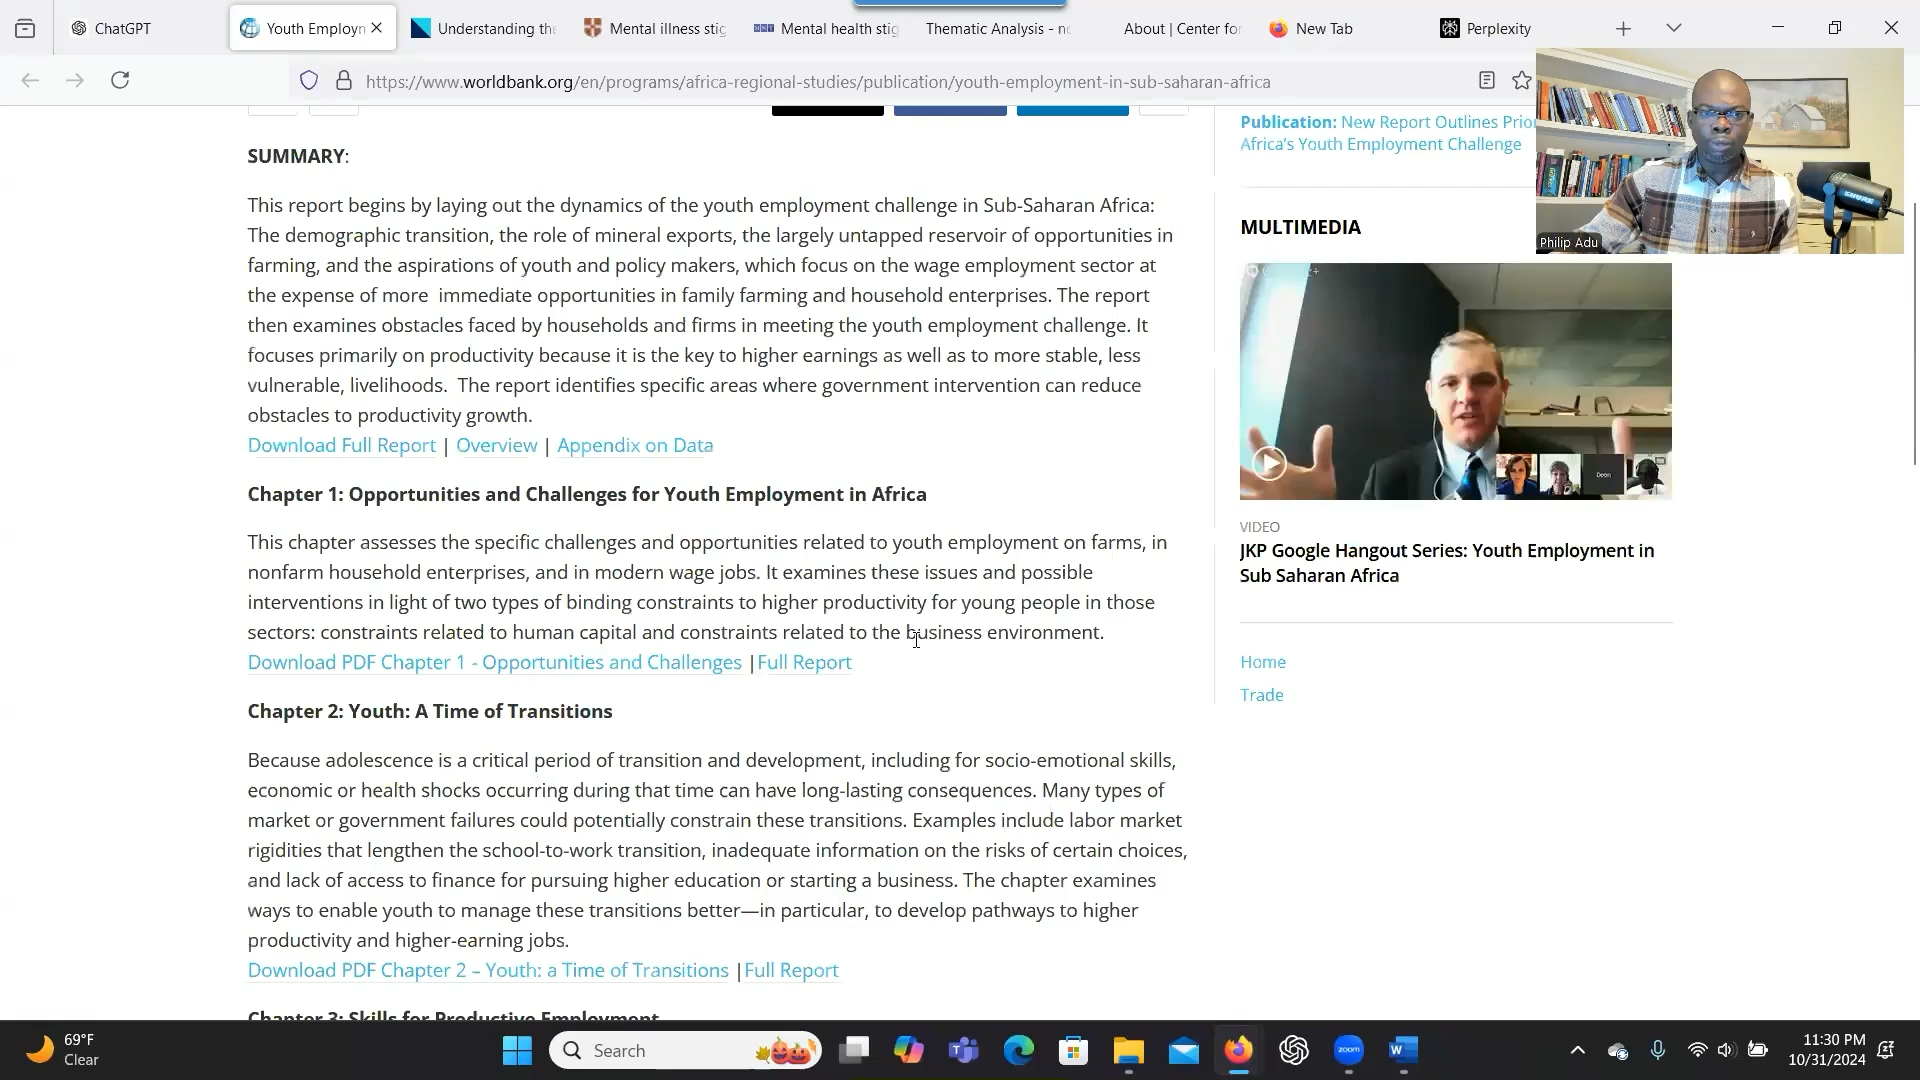 ChatGPT
Youth Employn
Understanding the
Mental illness stig
Mental health stig
Thematic Analysis - no
About | Center for
New Tab
Perplexity
https://www.worldbank.org/en/programs/africa-regional-studies/publication/youth-employment-in-sub-saharan-africa
SUMMARY:
This report begins by laying out the dynamics of the youth employment challenge in Sub-Saharan Africa:
The demographic transition, the role of mineral exports, the largely untapped reservoir of opportunities in
farming, and the aspirations of youth and policy makers, which focus on the wage employment sector at
the expense of more  immediate opportunities in family farming and household enterprises. The report
then examines obstacles faced by households and firms in meeting the youth employment challenge. It
focuses primarily on productivity because it is the key to higher earnings as well as to more stable, less
vulnerable, livelihoods.  The report identifies specific areas where government intervention can reduce
obstacles to productivity growth.
Download Full Report | Overview | Appendix on Data
Chapter 1: Opportunities and Challenges for Youth Employment in Africa
This chapter assesses the specific challenges and opportunities related to youth employment on farms, in
nonfarm household enterprises, and in modern wage jobs. It examines these issues and possible
interventions in light of two types of binding constraints to higher productivity for young people in those
sectors: constraints related to human capital and constraints related to the business environment.
Download PDF Chapter 1 - Opportunities and Challenges |Full Report
Chapter 2: Youth: A Time of Transitions
Because adolescence is a critical period of transition and development, including for socio-emotional skills,
economic or health shocks occurring during that time can have long-lasting consequences. Many types of
market or government failures could potentially constrain these transitions. Examples include labor market
rigidities that lengthen the school-to-work transition, inadequate information on the risks of certain choices,
and lack of access to finance for pursuing higher education or starting a business. The chapter examines
ways to enable youth to manage these transitions better—in particular, to develop pathways to higher
productivity and higher-earning jobs.
Download PDF Chapter 2 – Youth: a Time of Transitions |Full Report
Chapter 3: Skills for Productive Employment
Publication: New Report Outlines Prior
Africa's Youth Employment Challenge
Philip Adu
SHURE
MULTIMEDIA
Deon
VIDEO
JKP Google Hangout Series: Youth Employment in
Sub Saharan Africa
Home
Trade
69°F
Clear
Search
zoom
11:30 PM
10/31/2024